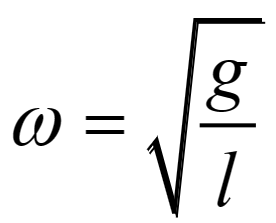 ω = √(g/l)